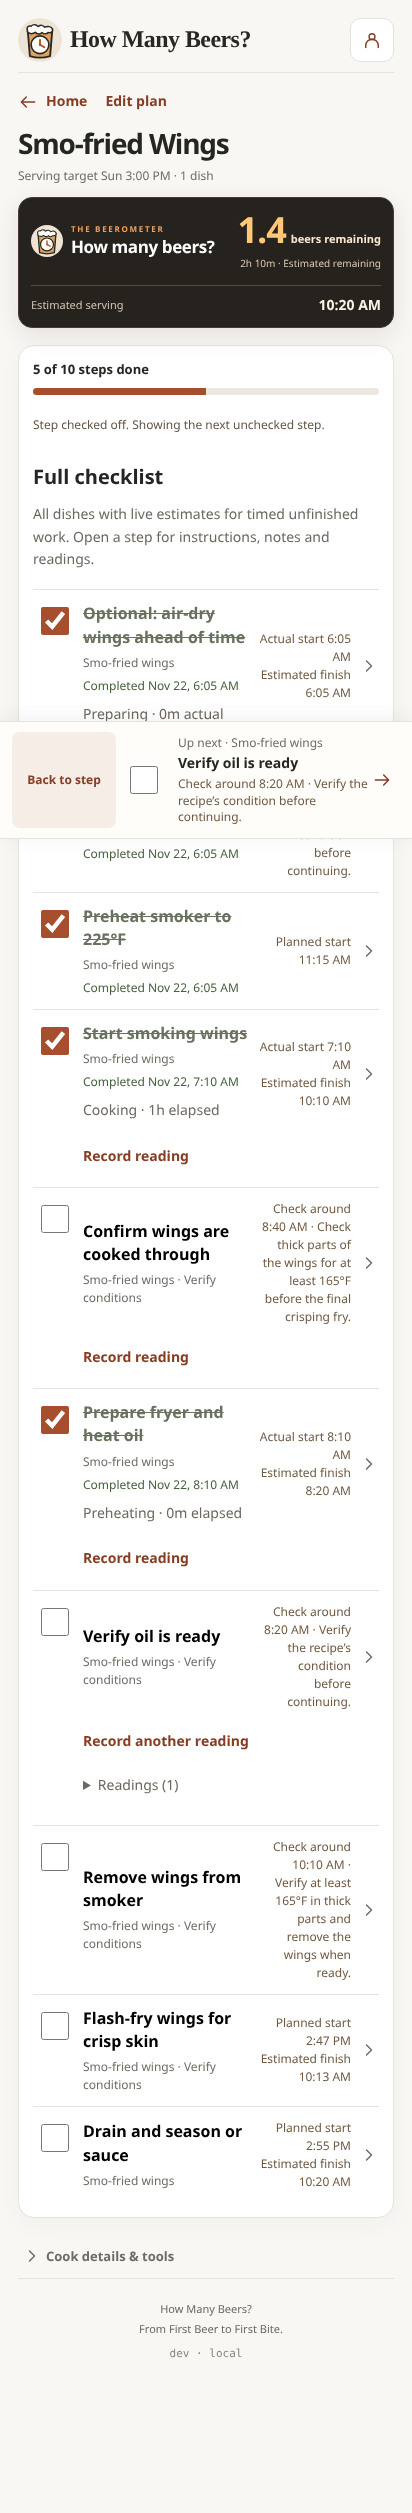 How Many Beers?
← Home Edit plan
Smo-fried Wings
Serving target Sun 3:00 PM · 1 dish
THE BEEROMETER
How many beers?
1.4 beers remaining
2h 10m · Estimated remaining
Estimated serving
10:20 AM
5 of 10 steps done
Step checked off. Showing the next unchecked step.
Full checklist
All dishes with live estimates for timed unfinished
work. Open a step for instructions, notes and
readings.
Optional: air-dry
wings ahead of time
Smo-fried wings
Completed Nov 22, 6:05 AM
Preparing · 0m actual
Actual start 6:05
AM
Estimated finish
6:05 AM
Back to step
Up next · Smo-fried wings
Verify oil is ready
Check around 8:20 AM · Verify the
recipe's condition before
continuing.
→
Completed Nov 22, 6:05 AM
before
continuing.
Preheat smoker to
225°F
Smo-fried wings
Completed Nov 22, 6:05 AM
Planned start
11:15 AM
Start smoking wings
Smo-fried wings
Completed Nov 22, 7:10 AM
Cooking · 1h elapsed
Actual start 7:10
AM
Estimated finish
10:10 AM
Record reading
Confirm wings are
cooked through
Smo-fried wings · Verify
conditions
Check around
8:40 AM · Check
thick parts of
the wings for at
least 165°F
before the final
crisping fry.
Record reading
Prepare fryer and
heat oil
Smo-fried wings
Completed Nov 22, 8:10 AM
Preheating · 0m elapsed
Actual start 8:10
AM
Estimated finish
8:20 AM
Record reading
Verify oil is ready
Smo-fried wings · Verify
conditions
Check around
8:20 AM · Verify
the recipe's
condition
before
continuing.
Record another reading
Readings (1)
Remove wings from
smoker
Smo-fried wings · Verify
conditions
Check around
10:10 AM ·
Verify at least
165°F in thick
parts and
remove the
wings when
ready.
Flash-fry wings for
crisp skin
Smo-fried wings · Verify
conditions
Planned start
2:47 PM
Estimated finish
10:13 AM
Drain and season or
sauce
Smo-fried wings
Planned start
2:55 PM
Estimated finish
10:20 AM
Cook details & tools
How Many Beers?
From First Beer to First Bite.
dev · local